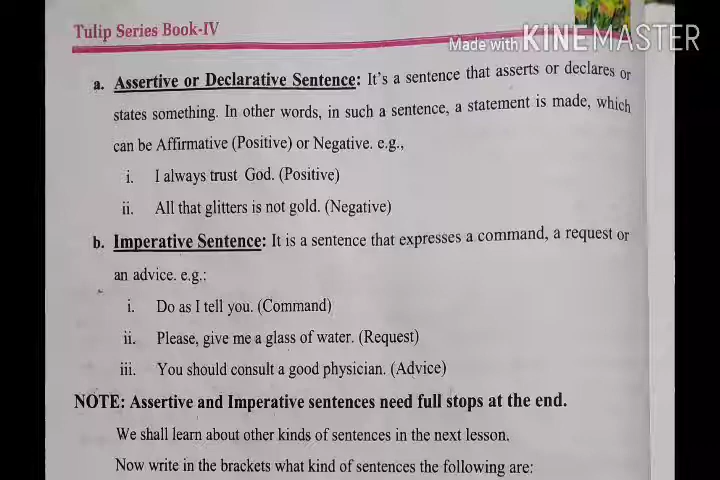 Tulip Series Book-IV
Made with KINEMASTER
a. Assertive or Declarative Sentence: It's a sentence that asserts or declares or
states something. In other words, in such a sentence, a statement is made, which
can be Affirmative (Positive) or Negative. e.g.,
i. I always trust God. (Positive)
ii. All that glitters is not gold. (Negative)
b. Imperative Sentence: It is a sentence that expresses a command, a request or
an advice. e.g.:
i. Do as I tell you. (Command)
ii. Please, give me a glass of water. (Request)
iii. You should consult a good physician. (Advice)
NOTE: Assertive and Imperative sentences need full stops at the end.
We shall learn about other kinds of sentences in the next lesson.
Now write in the brackets what kind of sentences the following are: